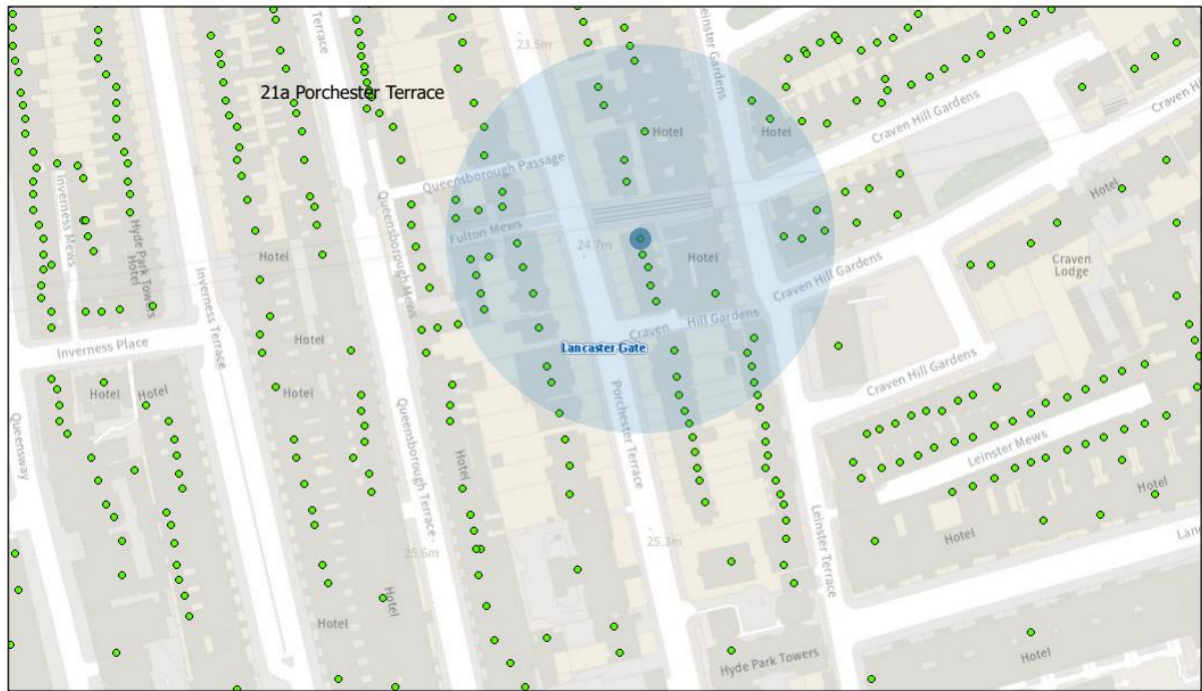 21a Porchester Terrace
23.5m
Terrace
Leinster Gardens
Hotel
Hotel
Craven Hill Gardens
Craven H
Queensborough Passage
Hotel
Inverness Mews
Hyde Park Towers
Hotel
Queensborough Mews
Fulton Mews
24.7m
Hotel
Hotel
Craven Hill Gardens
Craven
Lodge
Inverness Terrace
Hotel
Craven Hill Gardens
Inverness Place
Lancaster Gate
Craven Hill Gardens
Hotel
Hotel
Hotel
Porchester Terrace
Queensway
Queensborough Terrace
Hotel
Leinster Mews
Hotel
Hotel
Lanc
25.6m
25.3m
Leinster Terrace
Hotel
Hotel
Hyde Park Towers
Hotel